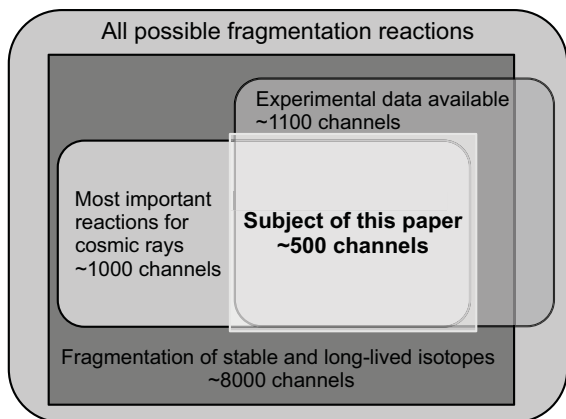 All possible fragmentation reactions
Experimental data available
~1100 channels
Most important
reactions for
cosmic rays
~1000 channels
Subject of this paper
~500 channels
Fragmentation of stable and long-lived isotopes
~8000 channels